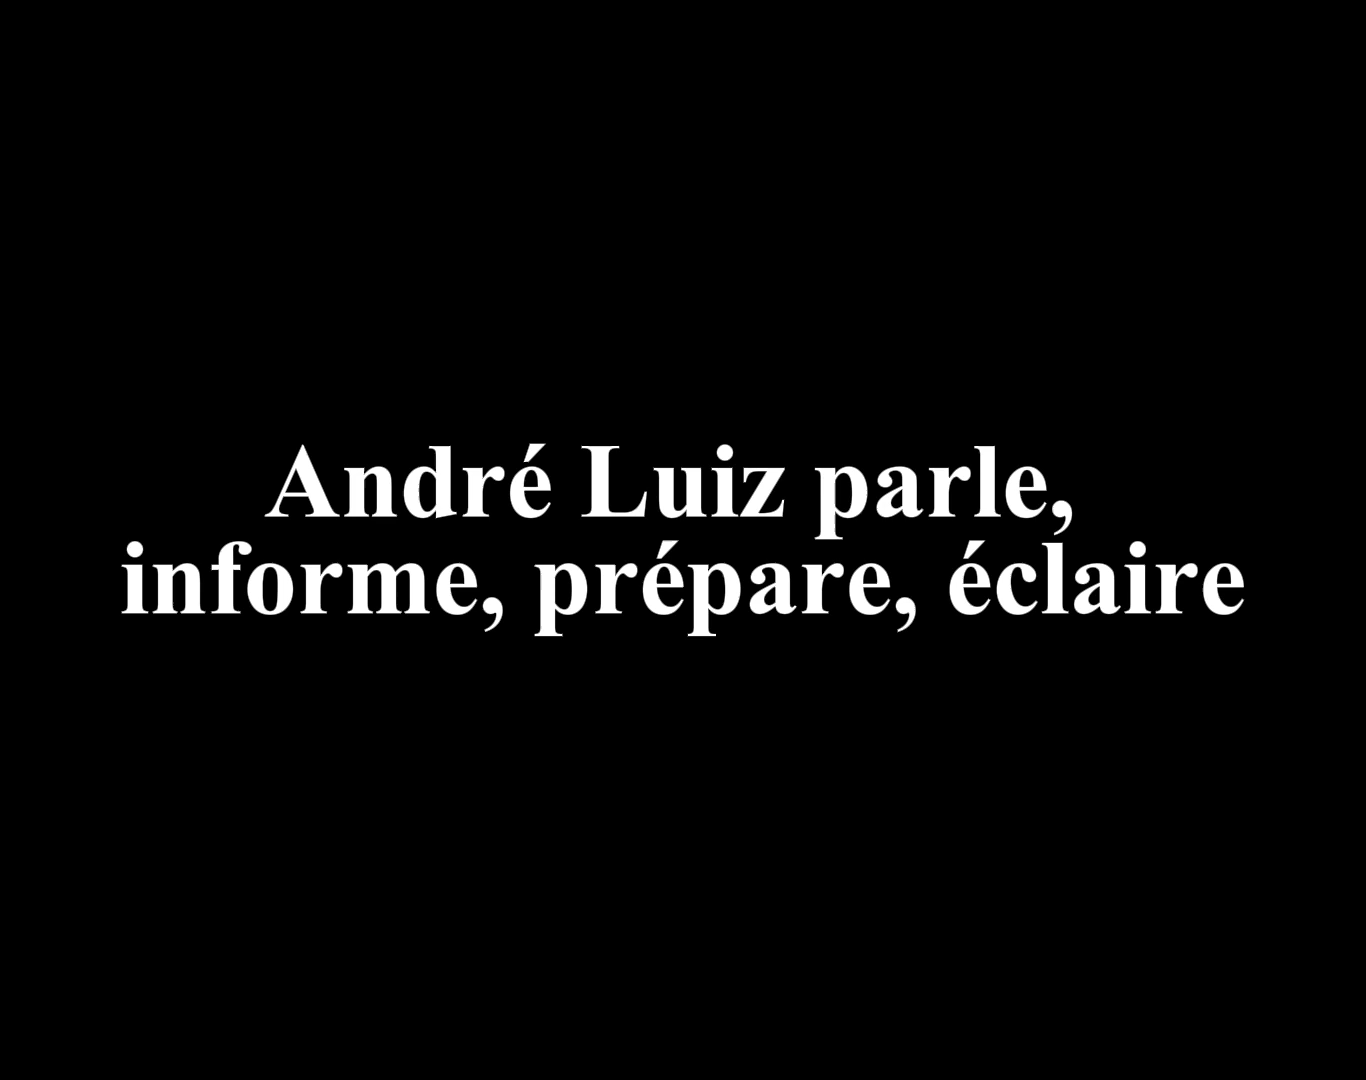 André Luiz parle,
informe, prépare, éclaire